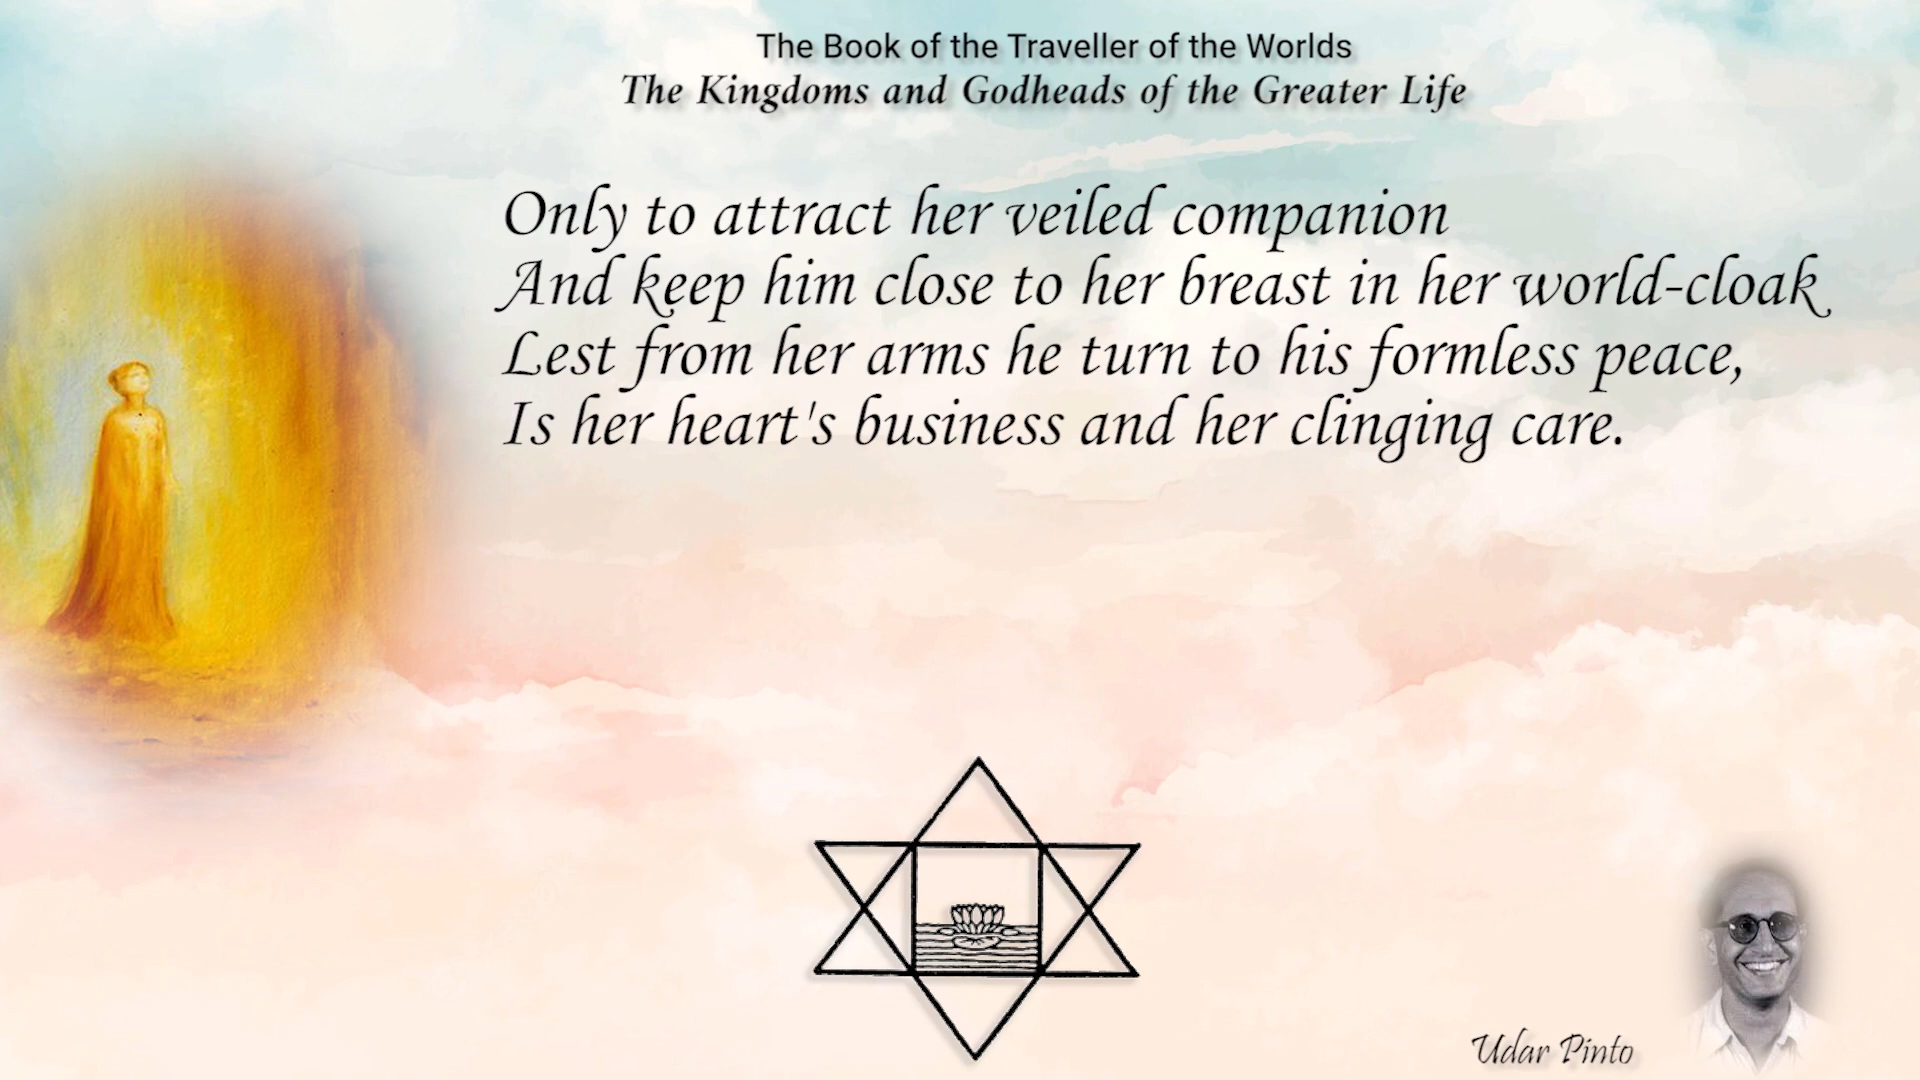 The Book of the Traveller of the Worlds
The Kingdoms and Godheads of the Greater Life
Only to attract her veiled companion
And keep him close to her breast in her world-cloak
Lest from her arms he turn to his formless peace,
Is her heart's business and her clinging care.
Udar Pinto